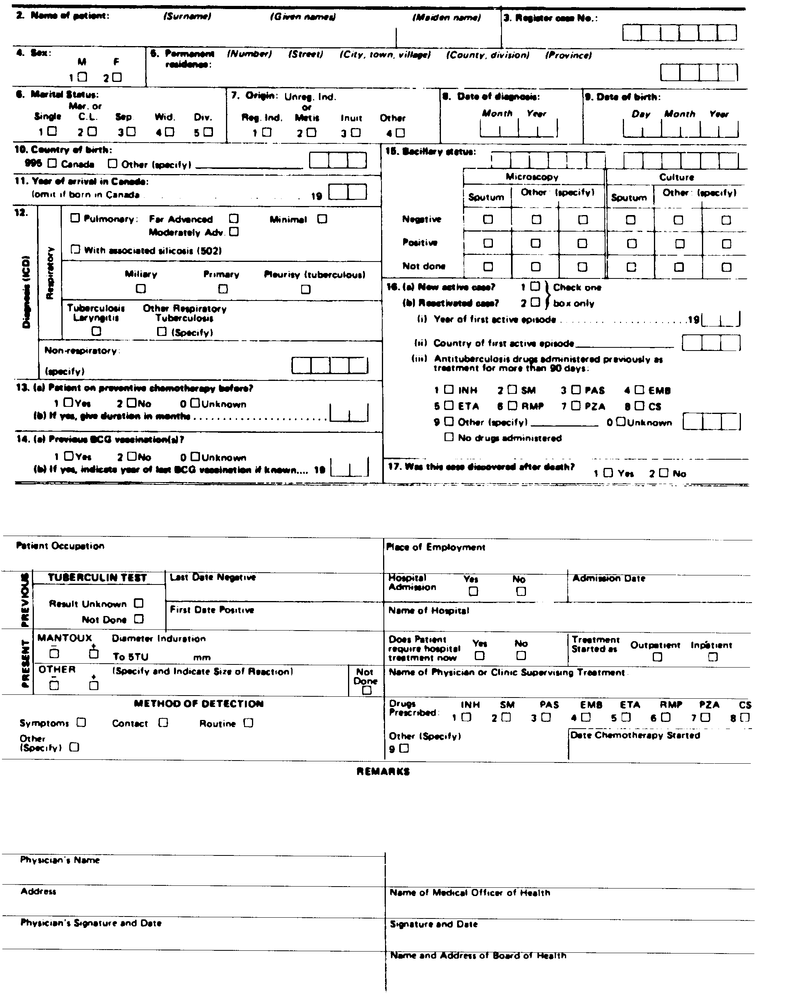 2. Name of patient: (Surname) (Given names) (Maiden name) 3. Register case No.:
4. Sex: M F
1 2
5. Permanent residence: (Number) (Street) (City, town, village) (County, division) (Province)
6. Marital Status:
Mar. or
Single C.L. Sep. Wid. Div.
1 2 3 4 5
7. Origin: Unreg. Ind.
or
Reg. Ind. Metis Inuit Other
1 2 3 4
8. Date of diagnosis:
Month Year
9. Date of birth:
Day Month Year
10. Country of birth:
995 Canada Other (specify)
11. Year of arrival in Canada:
(omit if born in Canada 19
12.
Diagnosis (ICD)
Respiratory
Pulmonary: Far Advanced Minimal
Moderately Adv.
With associated silicosis (502)
Miliary Primary Pleurisy (tuberculous)
Tuberculosis Other Respiratory
Laryngitis Tuberculosis
(Specify)
Non-respiratory:
(specify)
13. (a) Patient on preventive chemotherapy before?
1 Yes 2 No 0 Unknown
(b) If yes, give duration in months
14. (a) Previous BCG vaccination(s)?
1 Yes 2 No 0 Unknown
(b) If yes, indicate year of last BCG vaccination if known.... 19
15. Bacillary status:
Microscopy Culture
Sputum Other: (specify) Sputum Other: (specify)
Negative
Positive
Not done
16. (a) New active case? 1 } Check one
(b) Reactivated case? 2 box only
(i) Year of first active episode 19
(ii) Country of first active episode
(iii) Antituberculosis drugs administered previously as
treatment for more than 90 days:
1 INH 2 SM 3 PAS 4 EMB
5 ETA 6 RMP 7 PZA 8 CS
9 Other (specify) 0 Unknown
No drugs administered
17. Was this case discovered after death? 1 Yes 2 No
Patient Occupation
Place of Employment
PREVIOUS
TUBERCULIN TEST
Result Unknown
Not Done
Last Date Negative
First Date Positive
Hospital Yes No
Admission
Admission Date
Name of Hospital
PRESENT
MANTOUX Diameter Induration
- +
To 5TU mm
OTHER (Specify and Indicate Size of Reaction)
- +
Not
Done
Does Patient Yes No
require hospital
treatment now
Treatment Outpatient Inpatient
Started as
Name of Physician or Clinic Supervising Treatment
METHOD OF DETECTION
Symptoms Contact Routine
Other
(Specify)
Drugs INH SM PAS EMB ETA RMP PZA CS
Prescribed: 1 2 3 4 5 6 7 8
Other (Specify)
9
Date Chemotherapy Started
REMARKS
Physician's Name
Address
Name of Medical Officer of Health
Physician's Signature and Date
Signature and Date
Name and Address of Board of Health